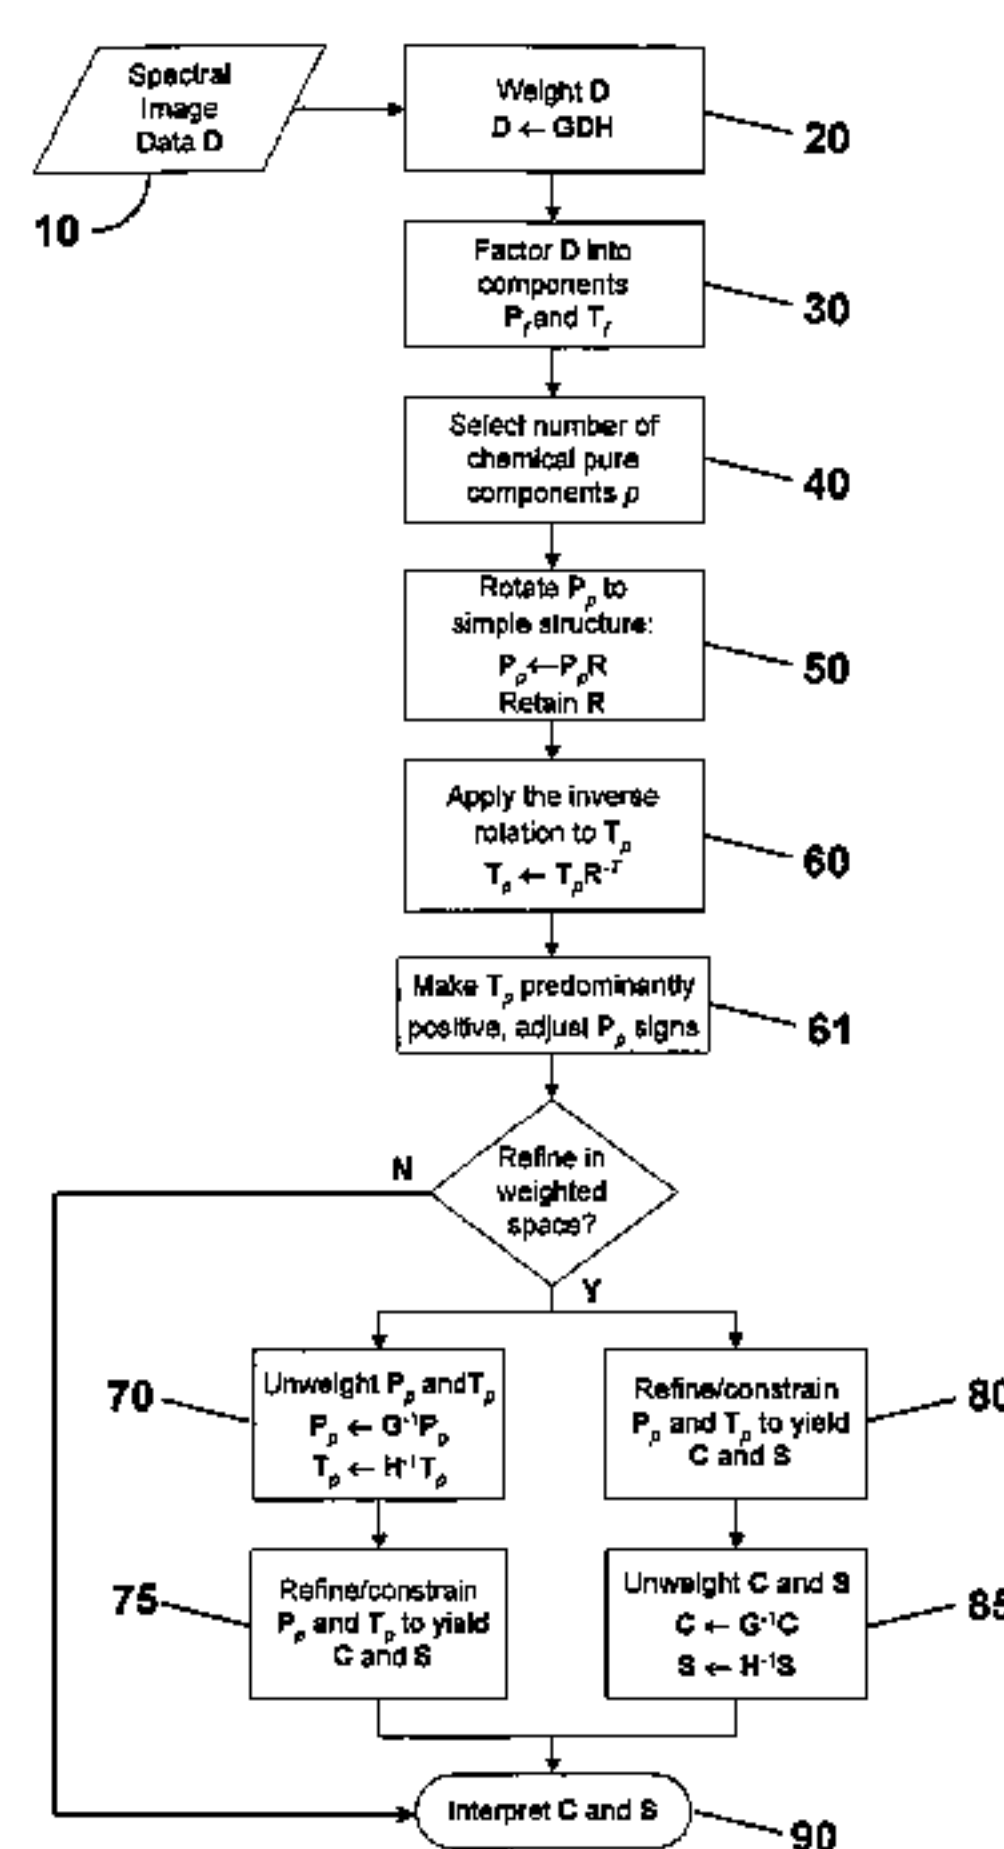 Spectral
Image
Data D
10
Weight D
D ← GDH
20
Factor D into
components
P_f and T_f
30
Select number of
chemical pure
components p
40
Rotate P_p to
simple structure:
P_p ← P_pR
Retain R
50
Apply the inverse
rotation to T_p
T_p ← T_pR^-T
60
Make T_p predominantly
positive, adjust P_p signs
61
Refine in
weighted
space?
N
Y
Unweight P_p and T_p
P_p ← G^-1P_p
T_p ← H^-1T_p
70
Refine/constrain
P_p and T_p to yield
C and S
80
Refine/constrain
P_p and T_p to yield
C and S
75
Unweight C and S
C ← G^-1C
S ← H^-1S
85
Interpret C and S
90